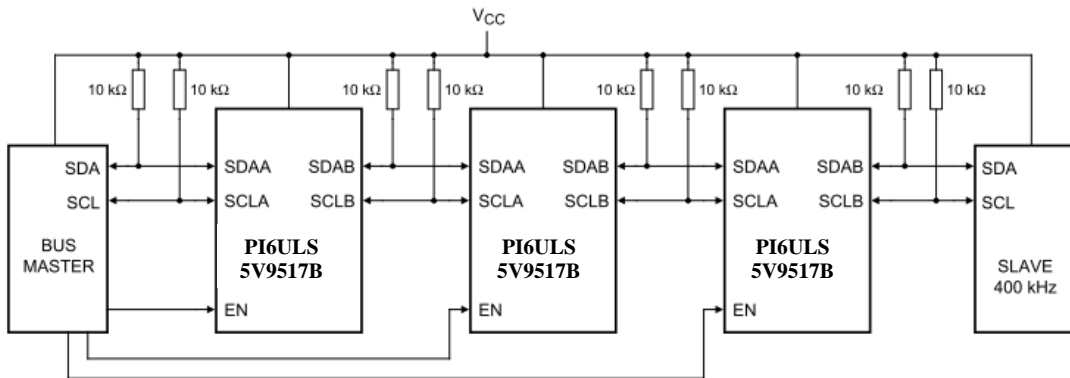 VCC
10 kΩ 10 kΩ 10 kΩ 10 kΩ 10 kΩ 10 kΩ 10 kΩ 10 kΩ
SDA SDAA SDAB SDAA SDAB SDAA SDAB SDA
SCL SCLA SCLB SCLA SCLB SCLA SCLB SCL
BUS
MASTER
PI6ULS
5V9517B
EN
PI6ULS
5V9517B
EN
PI6ULS
5V9517B
EN
SLAVE
400 kHz